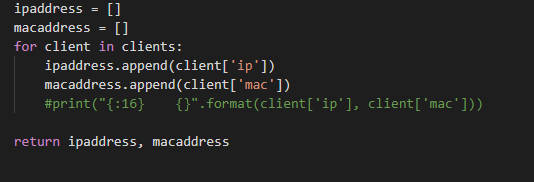 ipaddress = []
macaddress = []
for client in clients:
    ipaddress.append(client['ip'])
    macaddress.append(client['mac'])
    #print("{:16}    {}".format(client['ip'], client['mac']))

return ipaddress, macaddress